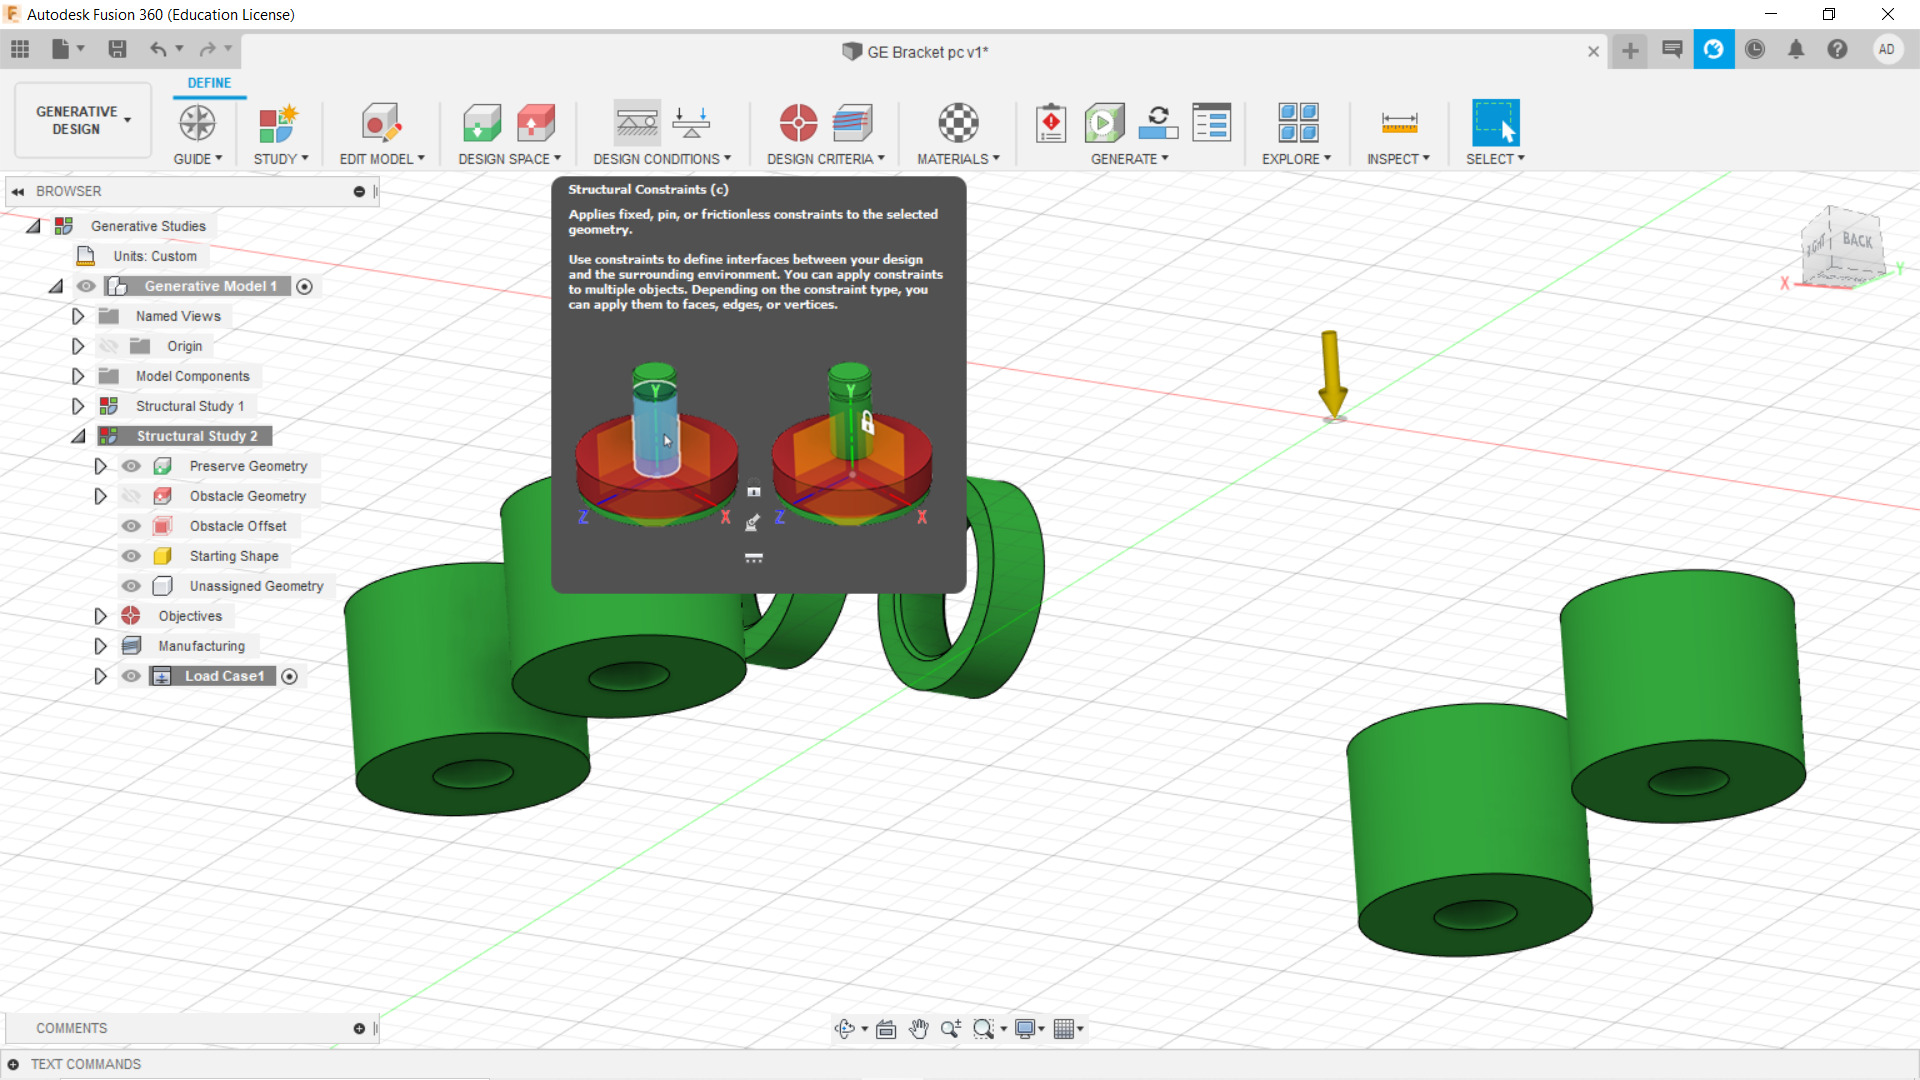 Autodesk Fusion 360 (Education License)
GE Bracket pc v1*
AD
DEFINE
GENERATIVE
DESIGN
GUIDE
STUDY
EDIT MODEL
DESIGN SPACE
DESIGN CONDITIONS
DESIGN CRITERIA
MATERIALS
GENERATE
EXPLORE
INSPECT
SELECT
BROWSER
Generative Studies
Units: Custom
Generative Model 1
Named Views
Origin
Model Components
Structural Study 1
Structural Study 2
Preserve Geometry
Obstacle Geometry
Obstacle Offset
Starting Shape
Unassigned Geometry
Objectives
Manufacturing
Load Case1
Structural Constraints (c)
Applies fixed, pin, or frictionless constraints to the selected
geometry.
Use constraints to define interfaces between your design
and the surrounding environment. You can apply constraints
to multiple objects. Depending on the constraint type, you
can apply them to faces, edges, or vertices.
Y
Y
Z
X
Z
X
BACK
X
Y
COMMENTS
TEXT COMMANDS